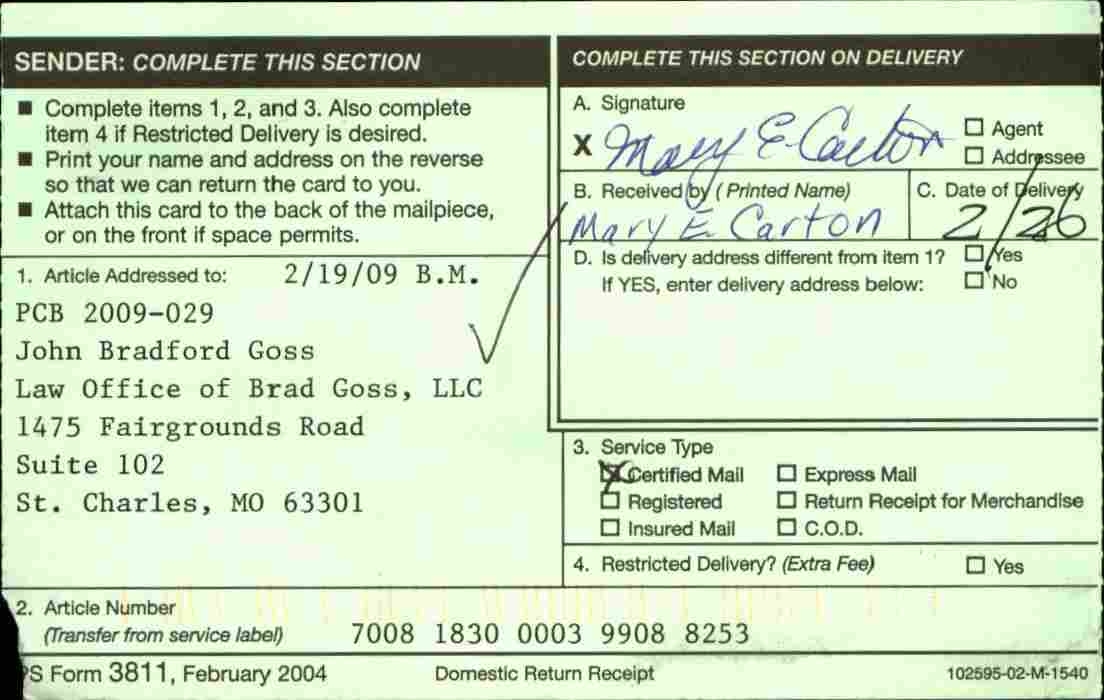 SENDER: COMPLETE THIS SECTION
■ Complete items 1, 2, and 3. Also complete
item 4 if Restricted Delivery is desired.
■ Print your name and address on the reverse
so that we can return the card to you.
■ Attach this card to the back of the mailpiece,
or on the front if space permits.
1. Article Addressed to: 2/19/09 B.M.
PCB 2009-029
John Bradford Goss
Law Office of Brad Goss, LLC
1475 Fairgrounds Road
Suite 102
St. Charles, MO 63301
2. Article Number
(Transfer from service label) 7008 1830 0003 9908 8253
COMPLETE THIS SECTION ON DELIVERY
A. Signature
X Mary E. Carton
☐ Agent
☐ Addressee
B. Received by (Printed Name)
Mary E. Carton
C. Date of Delivery
2/26
D. Is delivery address different from item 1? ☐ Yes
If YES, enter delivery address below: ☐ No
3. Service Type
☒ Certified Mail ☐ Express Mail
☐ Registered ☐ Return Receipt for Merchandise
☐ Insured Mail ☐ C.O.D.
4. Restricted Delivery? (Extra Fee) ☐ Yes
PS Form 3811, February 2004 Domestic Return Receipt 102595-02-M-1540